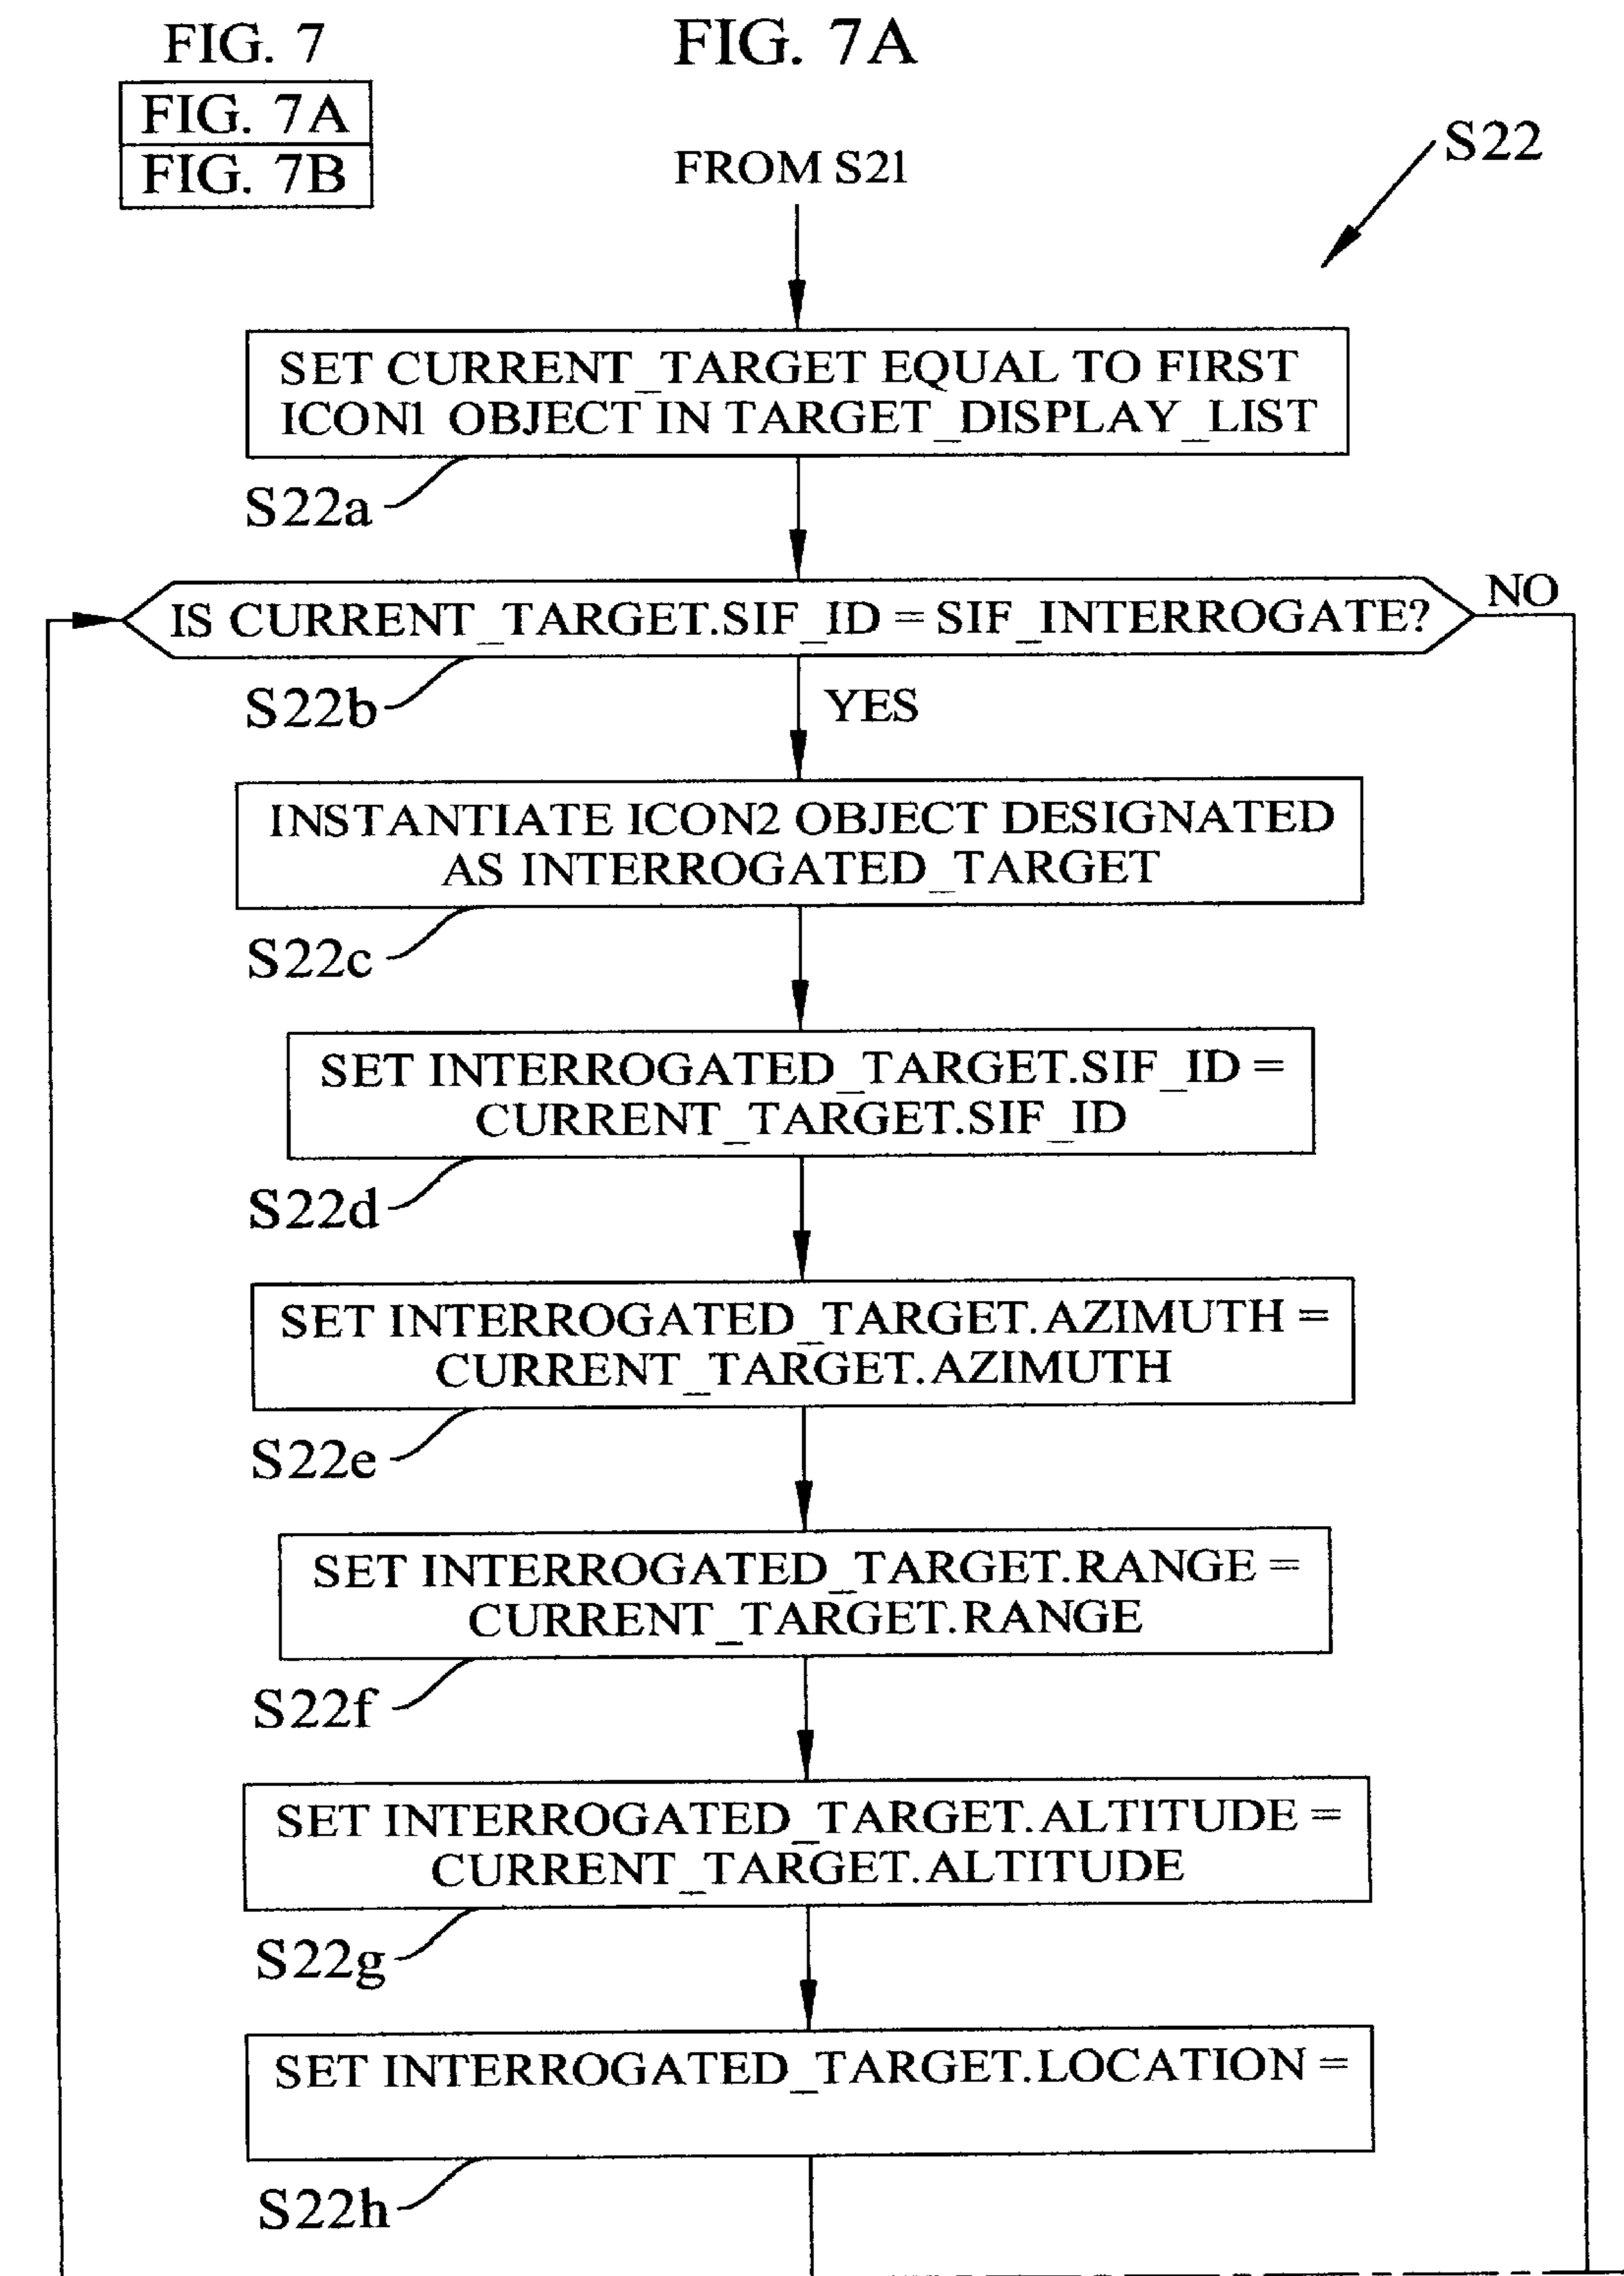 FIG. 7
FIG. 7A
FIG. 7B
FIG. 7A
S22
FROM S21
SET CURRENT_TARGET EQUAL TO FIRST
ICON1 OBJECT IN TARGET_DISPLAY_LIST
S22a
IS CURRENT_TARGET.SIF_ID = SIF_INTERROGATE?
NO
S22b
YES
INSTANTIATE ICON2 OBJECT DESIGNATED
AS INTERROGATED_TARGET
S22c
SET INTERROGATED_TARGET.SIF_ID =
CURRENT_TARGET.SIF_ID
S22d
SET INTERROGATED_TARGET.AZIMUTH =
CURRENT_TARGET.AZIMUTH
S22e
SET INTERROGATED_TARGET.RANGE =
CURRENT_TARGET.RANGE
S22f
SET INTERROGATED_TARGET.ALTITUDE =
CURRENT_TARGET.ALTITUDE
S22g
SET INTERROGATED_TARGET.LOCATION =
S22h